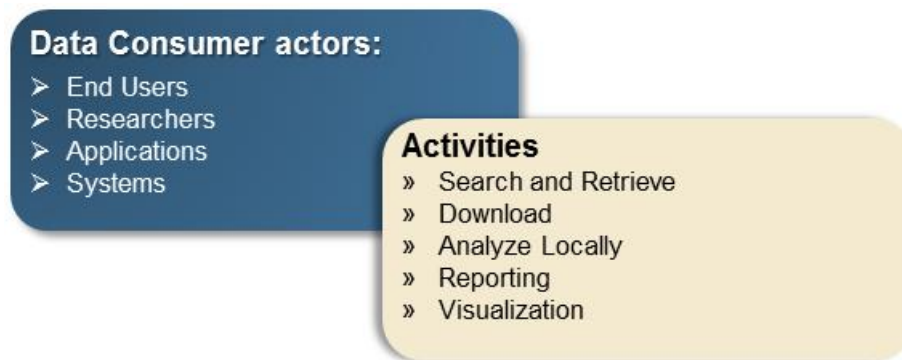 Data Consumer actors:
➢ End Users
➢ Researchers
➢ Applications
➢ Systems
Activities
» Search and Retrieve
» Download
» Analyze Locally
» Reporting
» Visualization